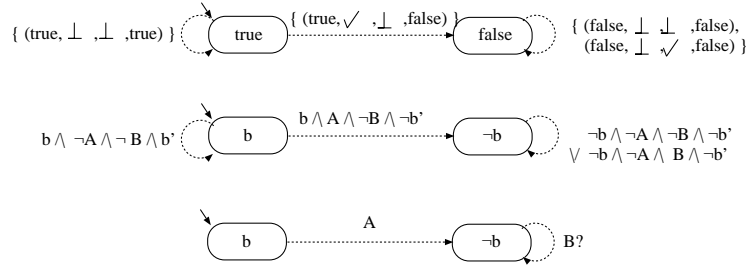 { (true, ⊥ ,⊥ ,true) } true { (true,√ ,⊥ ,false) } false { (false, ⊥ ⊥ ,false),
(false, ⊥ ,√ ,false) }
b ∧ ¬A ∧ ¬ B ∧ b’ b b ∧ A ∧ ¬B ∧ ¬b’ ¬b ¬b ∧ ¬A ∧ ¬B ∧ ¬b’
∨ ¬b ∧ ¬A ∧ B ∧ ¬b’
b A ¬b B?